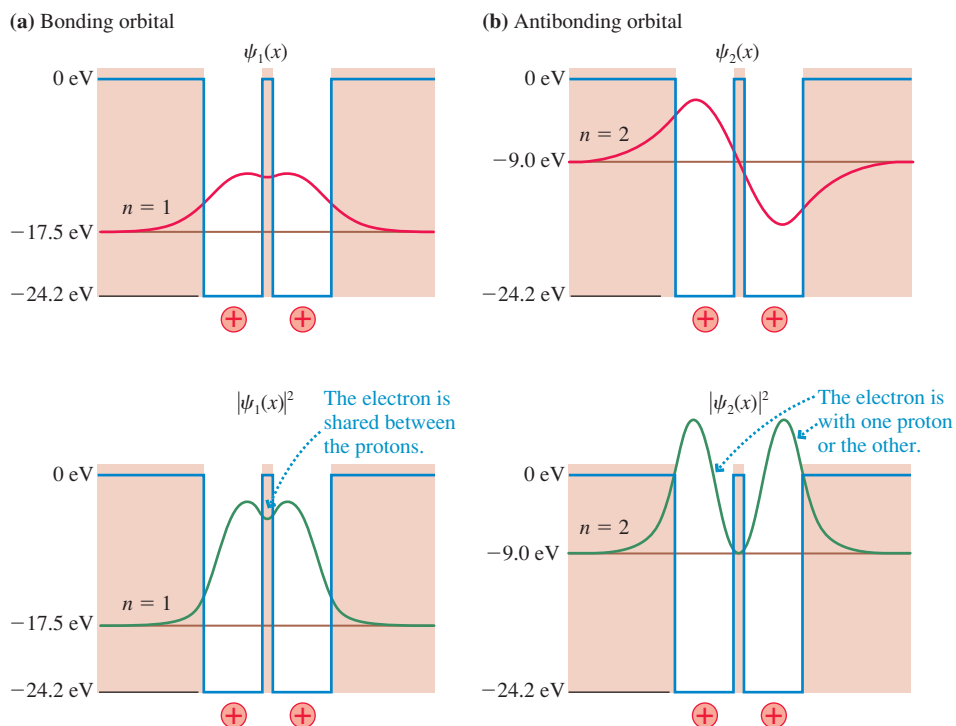 (a) Bonding orbital
ψ₁(x)
0 eV
n = 1
−17.5 eV
−24.2 eV
+ +
|ψ₁(x)|²
The electron is
shared between
the protons.
0 eV
n = 1
−17.5 eV
−24.2 eV
+ +
(b) Antibonding orbital
ψ₂(x)
0 eV
n = 2
−9.0 eV
−24.2 eV
+ +
|ψ₂(x)|²
The electron is
with one proton
or the other.
0 eV
n = 2
−9.0 eV
−24.2 eV
+ +